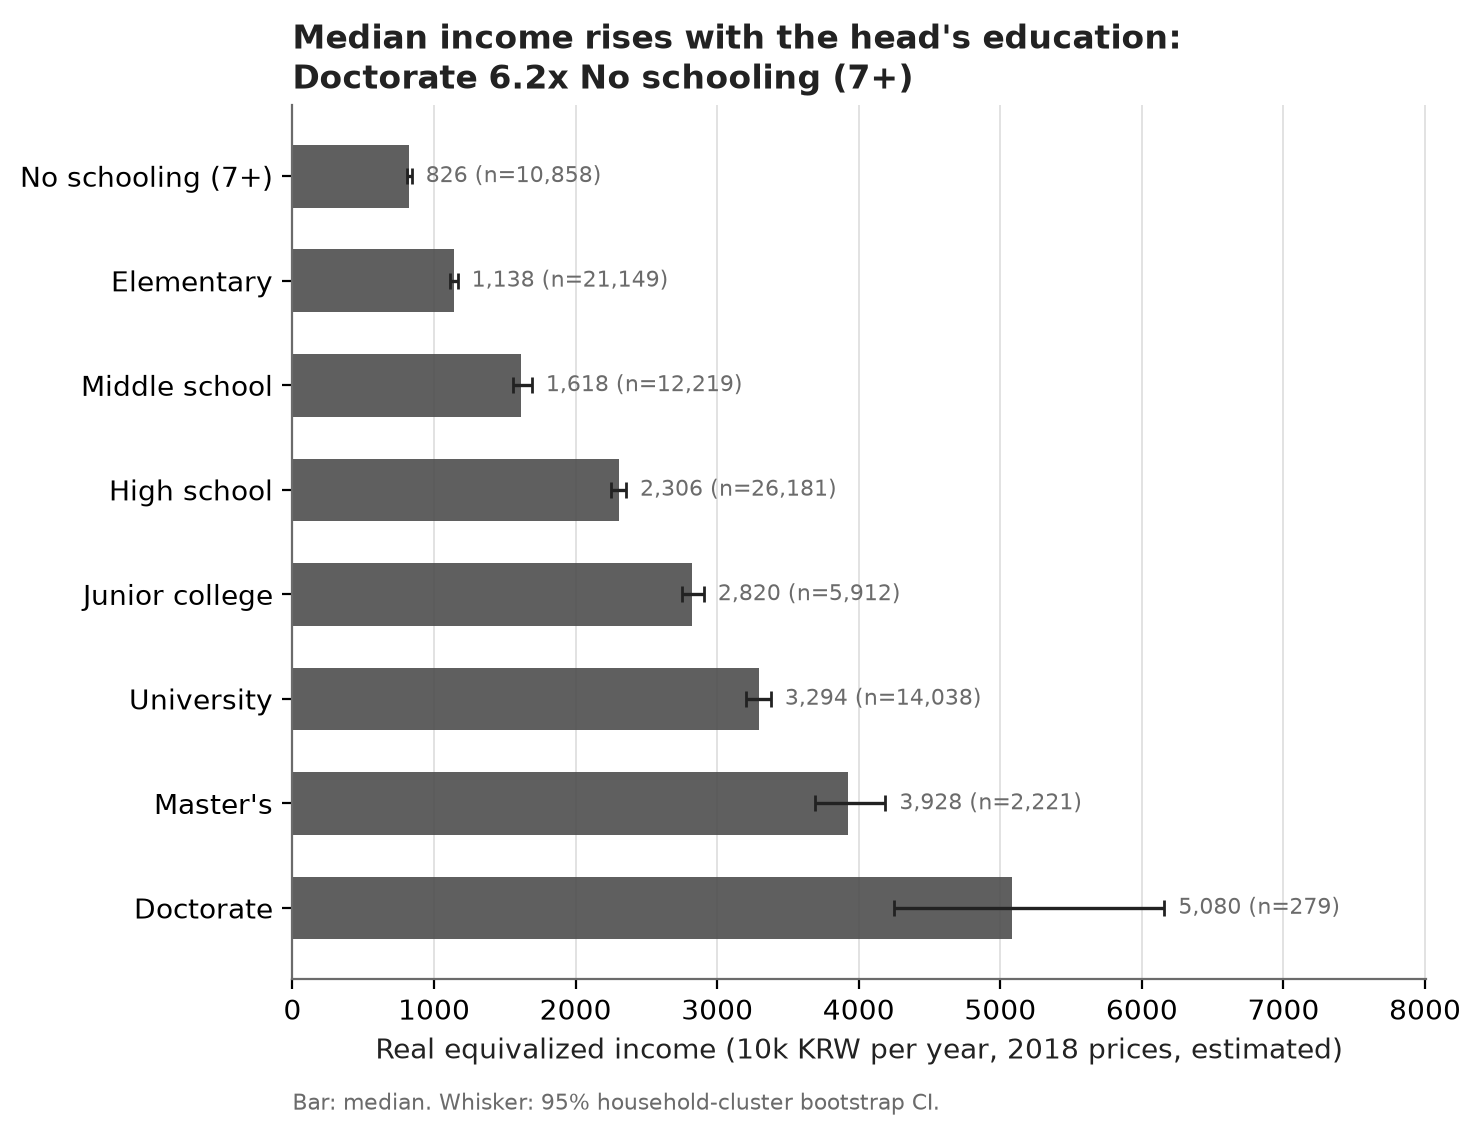 Median income rises with the head's education:
Doctorate 6.2x No schooling (7+)
No schooling (7+)
826 (n=10,858)
Elementary
1,138 (n=21,149)
Middle school
1,618 (n=12,219)
High school
2,306 (n=26,181)
Junior college
2,820 (n=5,912)
University
3,294 (n=14,038)
Master's
3,928 (n=2,221)
Doctorate
5,080 (n=279)
0 1000 2000 3000 4000 5000 6000 7000 8000
Real equivalized income (10k KRW per year, 2018 prices, estimated)
Bar: median. Whisker: 95% household-cluster bootstrap CI.